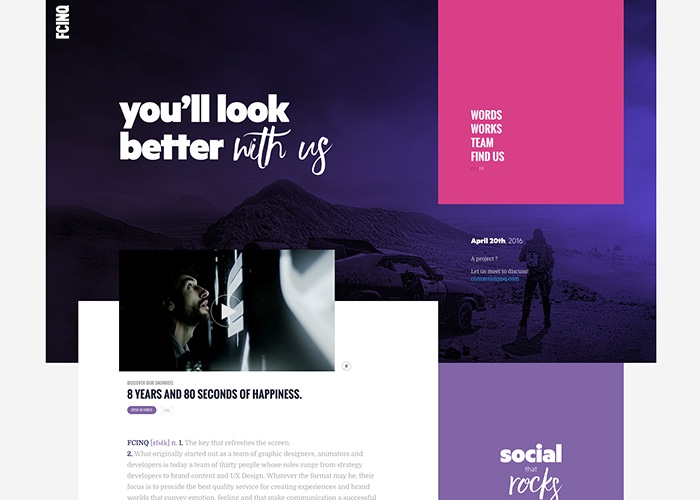 FCINQ
you'll look
better with us
WORDS
WORKS
TEAM
FIND US
April 20th, 2016
A project ?
Let us meet to discuss!
DISCOVER OUR SHOWREEL
8 YEARS AND 80 SECONDS OF HAPPINESS.
FCINQ n. 1. The key that refreshes the screen.
2. What originally started out as a team of graphic designers, animators and
developers is today a team of thirty people whose roles range from strategy
developers to brand content and UX Design. Whatever the format may be, their
focus is to provide the best quality service for creating experiences and brand
worlds that convey emotion, feeling and that make communication a successful
social
that
rocks